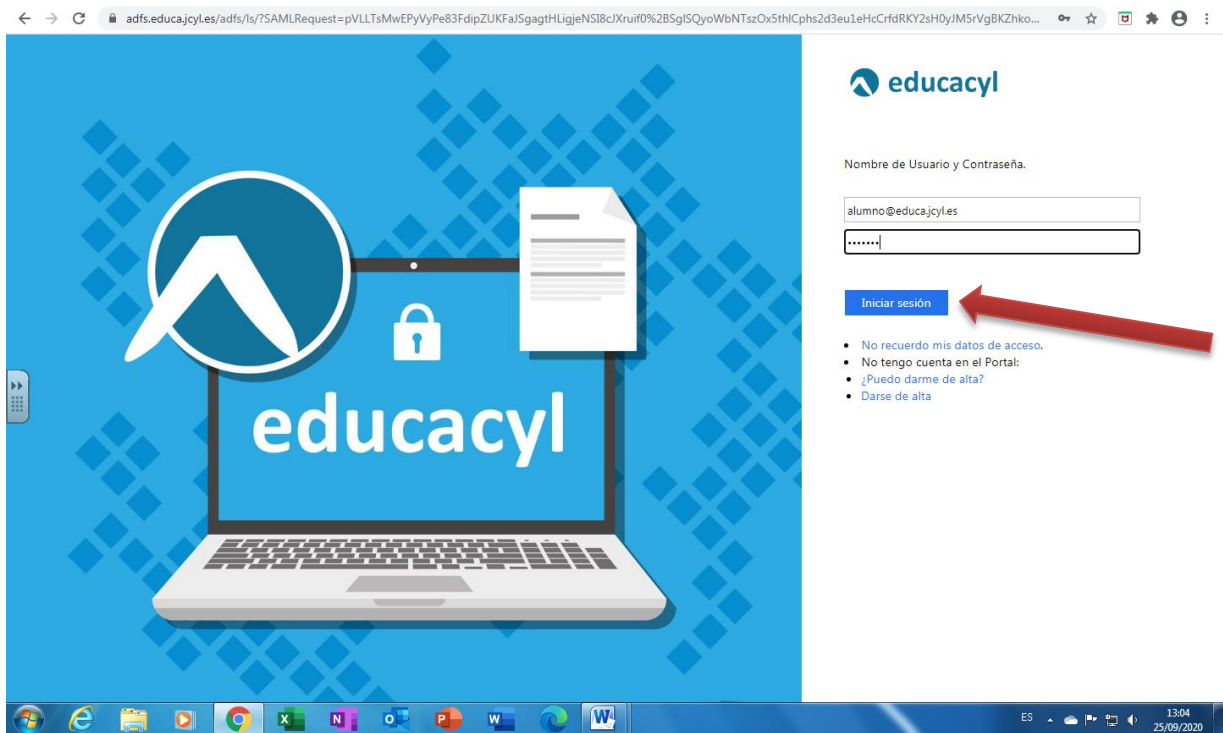 adfs.educa.jcyl.es/adfs/ls/?SAMLRequest=pVLLTsMwEPyVyPe83FdipZUKFaJSgagtHLigjeNSI8cJXruif0%2BSglSQyoWbNTszOx5thlCphs2d3eu1eHcCrfdRKY2sH0yJM5rVgBKZhko...
educacyl
Nombre de Usuario y Contraseña.
alumno@educa.jcyl.es
•••••••
Iniciar sesión
No recuerdo mis datos de acceso.
No tengo cuenta en el Portal:
¿Puedo darme de alta?
Darse de alta
educacyl
ES
13:04
25/09/2020